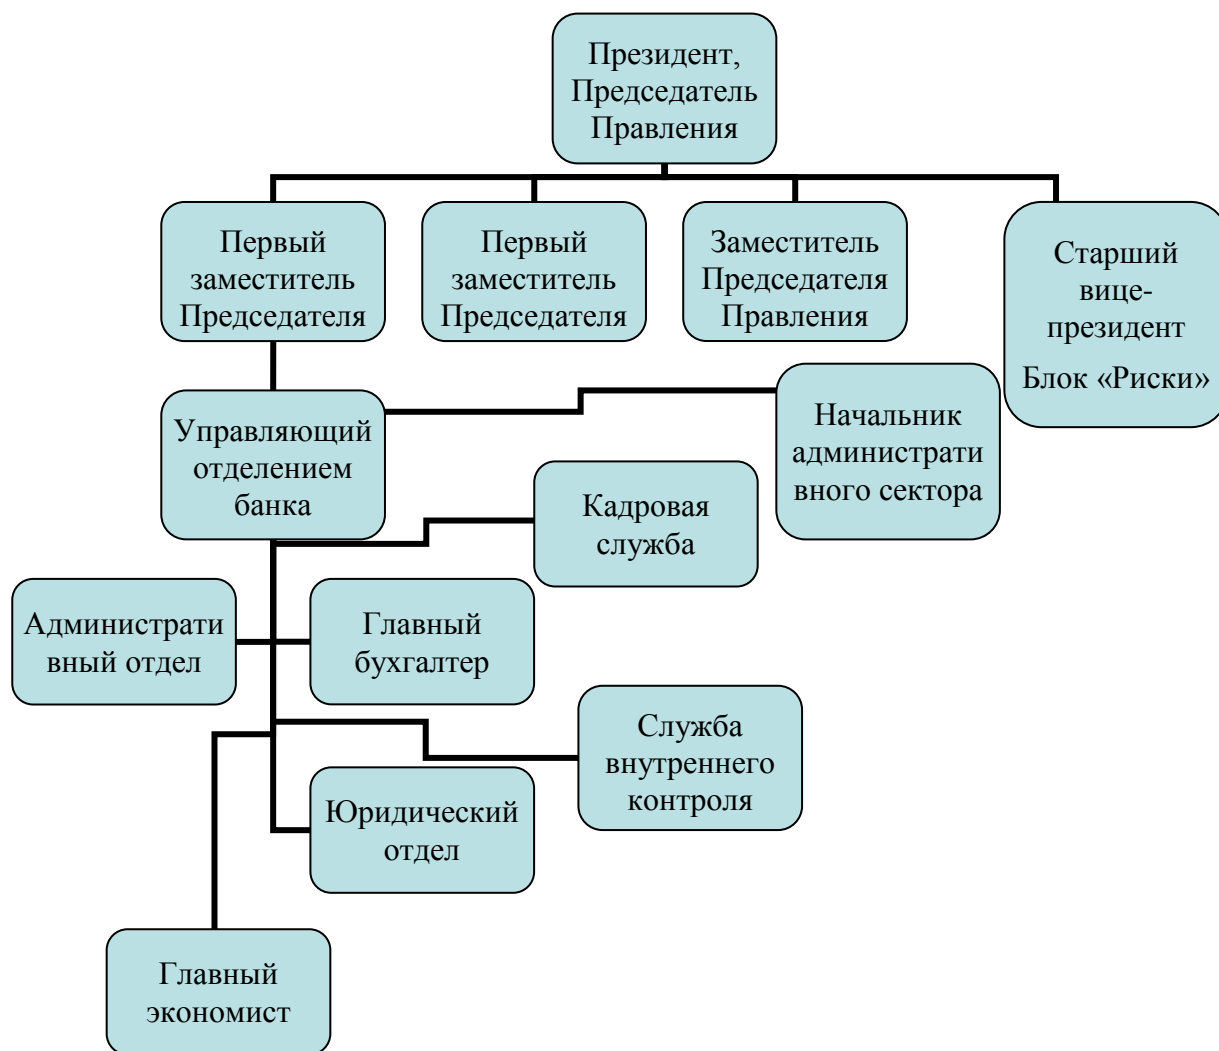 Президент,
Председатель
Правления
Первый
заместитель
Председателя
Первый
заместитель
Председателя
Заместитель
Председателя
Правления
Старший
вице-
президент
Блок «Риски»
Управляющий
отделением
банка
Начальник
администрати
вного сектора
Кадровая
служба
Администрати
вный отдел
Главный
бухгалтер
Служба
внутреннего
контроля
Юридический
отдел
Главный
экономист